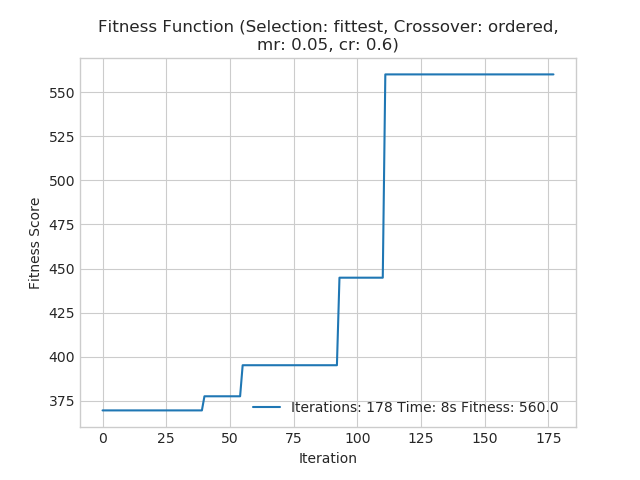 Fitness Function (Selection: fittest, Crossover: ordered,
mr: 0.05, cr: 0.6)
Fitness Score
550
525
500
475
450
425
400
375
Iterations: 178 Time: 8s Fitness: 560.0
0 25 50 75 100 125 150 175
Iteration